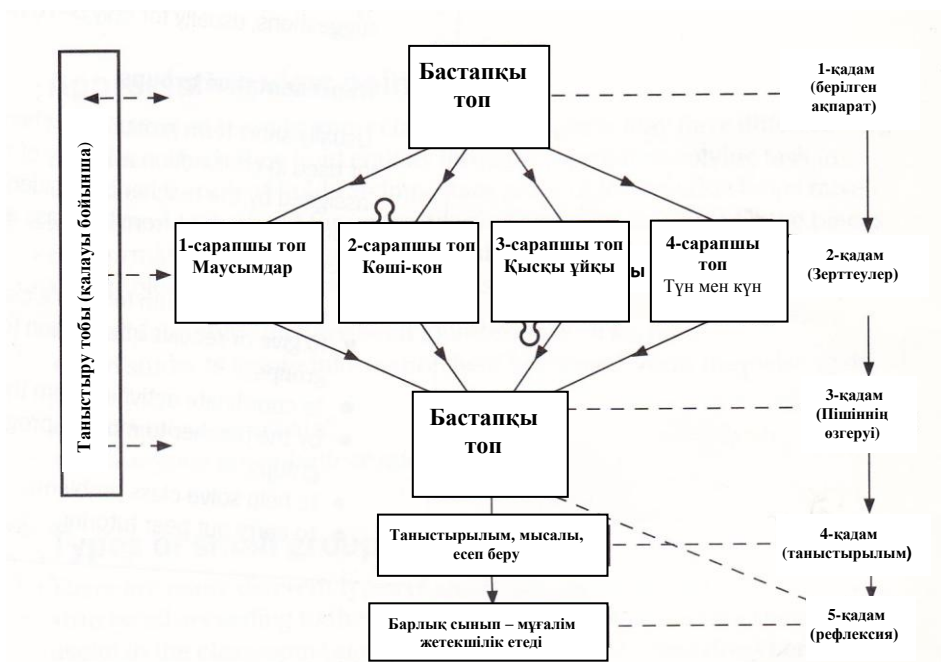 Бастапқы
топ
1-қадам
(берілген
ақпарат)
Таныстыру тобы (қалауы бойынша)
1-сарапшы топ
Маусымдар
2-сарапшы топ
Көші-қон
3-сарапшы топ
Қысқы ұйқы
ы
4-сарапшы
топ
Түн мен күн
2-қадам
(Зерттеулер)
Бастапқы
топ
3-қадам
(Пішіннің
өзгеруі)
Таныстырылым, мысалы,
есеп беру
4-қадам
(таныстырылым)
Барлық сынып – мұғалім
жетекшілік етеді
5-қадам
(рефлексия)